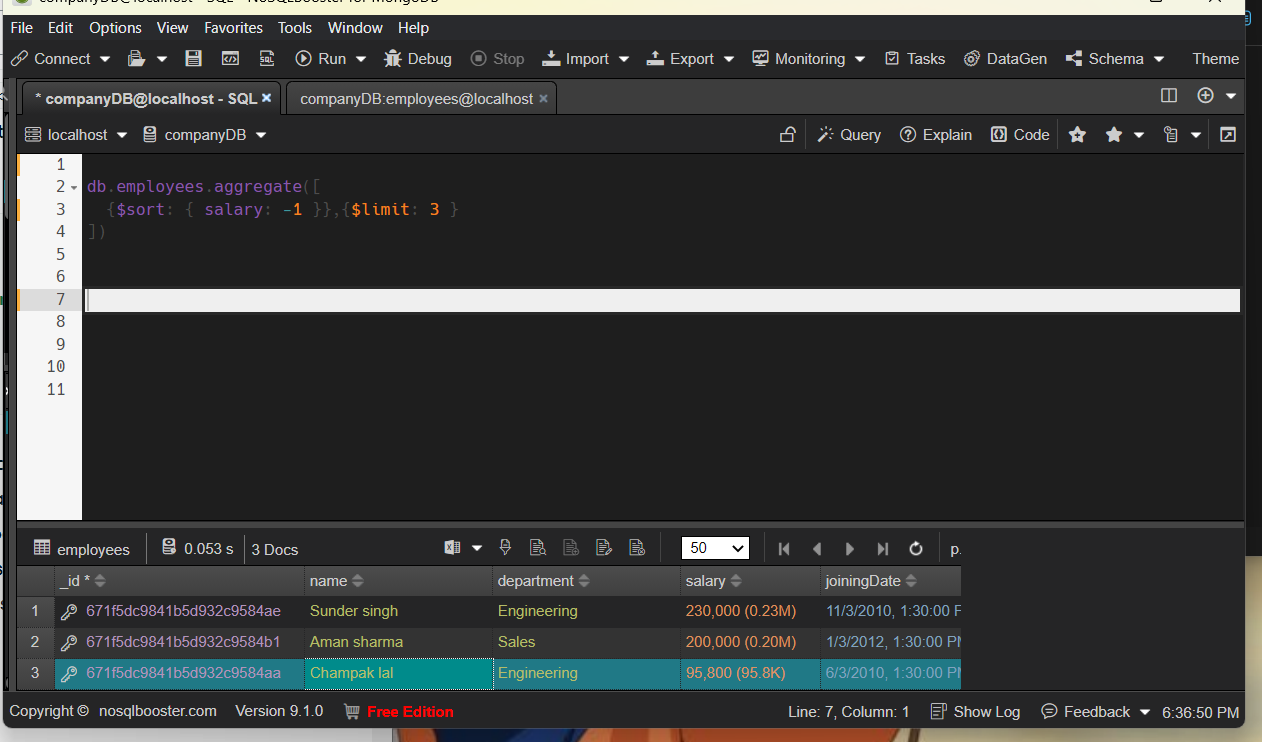 companyDB@localhost - SQL - NoSQLBooster for MongoDB
File Edit Options View Favorites Tools Window Help
Connect SQL Run Debug Stop Import Export Monitoring Tasks DataGen Schema Theme
* companyDB@localhost - SQL × companyDB:employees@localhost ×
localhost companyDB Query Explain Code
1
2 db.employees.aggregate([
3 {$sort: { salary: -1 }},{$limit: 3 }
4 ])
5
6
7
8
9
10
11
employees 0.053 s 3 Docs 50 p.
_id * name department salary joiningDate
1 671f5dc9841b5d932c9584ae Sunder singh Engineering 230,000 (0.23M) 11/3/2010, 1:30:00 P
2 671f5dc9841b5d932c9584b1 Aman sharma Sales 200,000 (0.20M) 1/3/2012, 1:30:00 PM
3 671f5dc9841b5d932c9584aa Champak lal Engineering 95,800 (95.8K) 6/3/2010, 1:30:00 PM
Copyright © nosqlbooster.com Version 9.1.0 Free Edition Line: 7, Column: 1 Show Log Feedback 6:36:50 PM